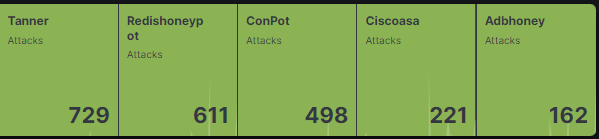 Tanner
Attacks
729
Redishoneyp
ot
Attacks
611
ConPot
Attacks
498
Ciscoasa
Attacks
221
Adbhoney
Attacks
162